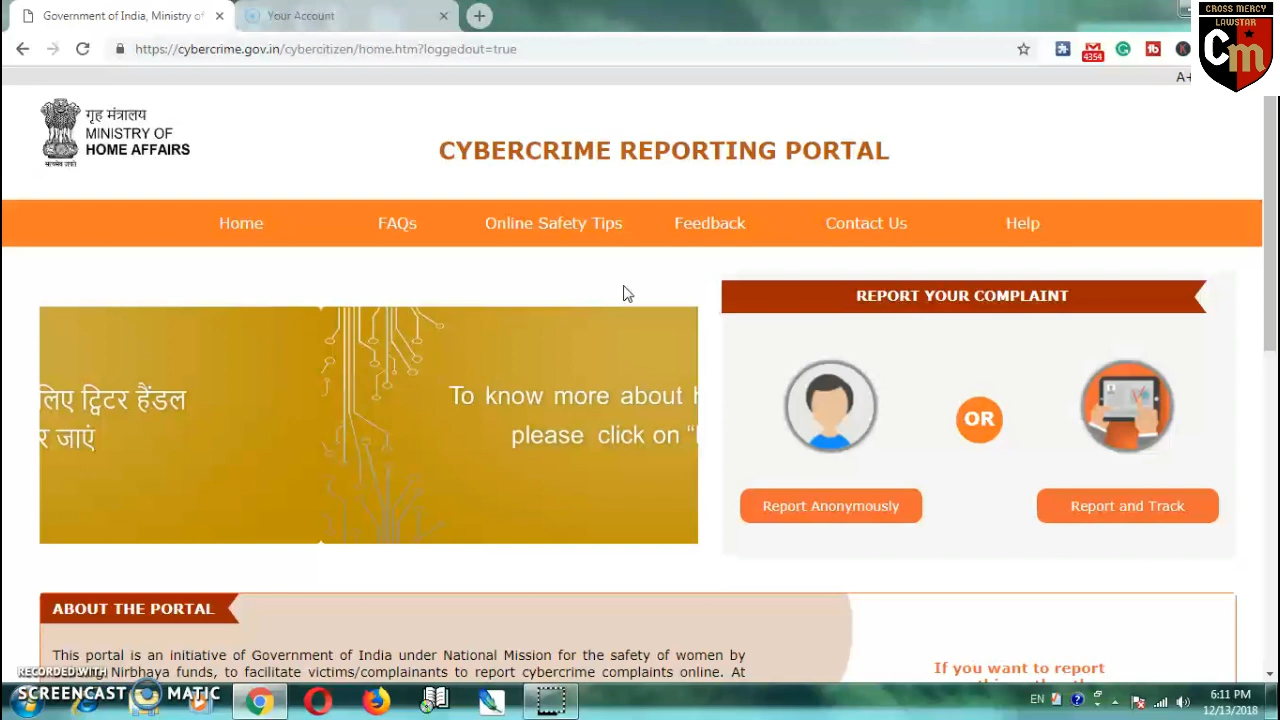 Government of India, Ministry of
Your Account
CROSS MERCY
LAWSTAR
Cm
https://cybercrime.gov.in/cybercitizen/home.htm?loggedout=true
4354
A+
गृह मंत्रालय
MINISTRY OF
HOME AFFAIRS
सत्यमेव जयते
CYBERCRIME REPORTING PORTAL
Home FAQs Online Safety Tips Feedback Contact Us Help
REPORT YOUR COMPLAINT
लिए ट्विटर हैंडल
र जाएं
To know more about
please click on “
OR
Report Anonymously
Report and Track
ABOUT THE PORTAL
This portal is an initiative of Government of India under National Mission for the safety of women by
Nirbhaya funds, to facilitate victims/complainants to report cybercrime complaints online. At
If you want to report
RECORDED WITH
SCREENCAST MATIC
EN
6:11 PM
12/13/2018